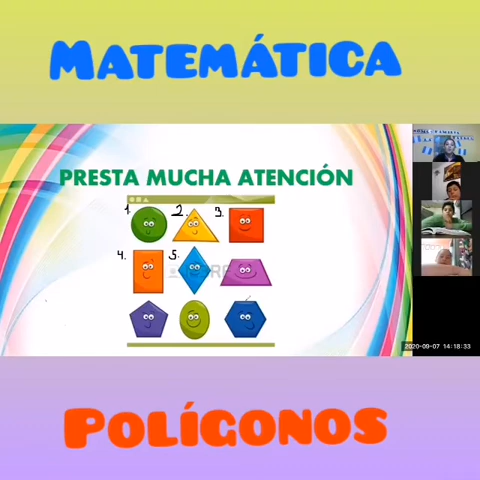 MATEMÁTICA
PRESTA MUCHA ATENCIÓN
1. 2. 3.
4. 5.
2020-09-07 14:18:33
POLÍGONOS